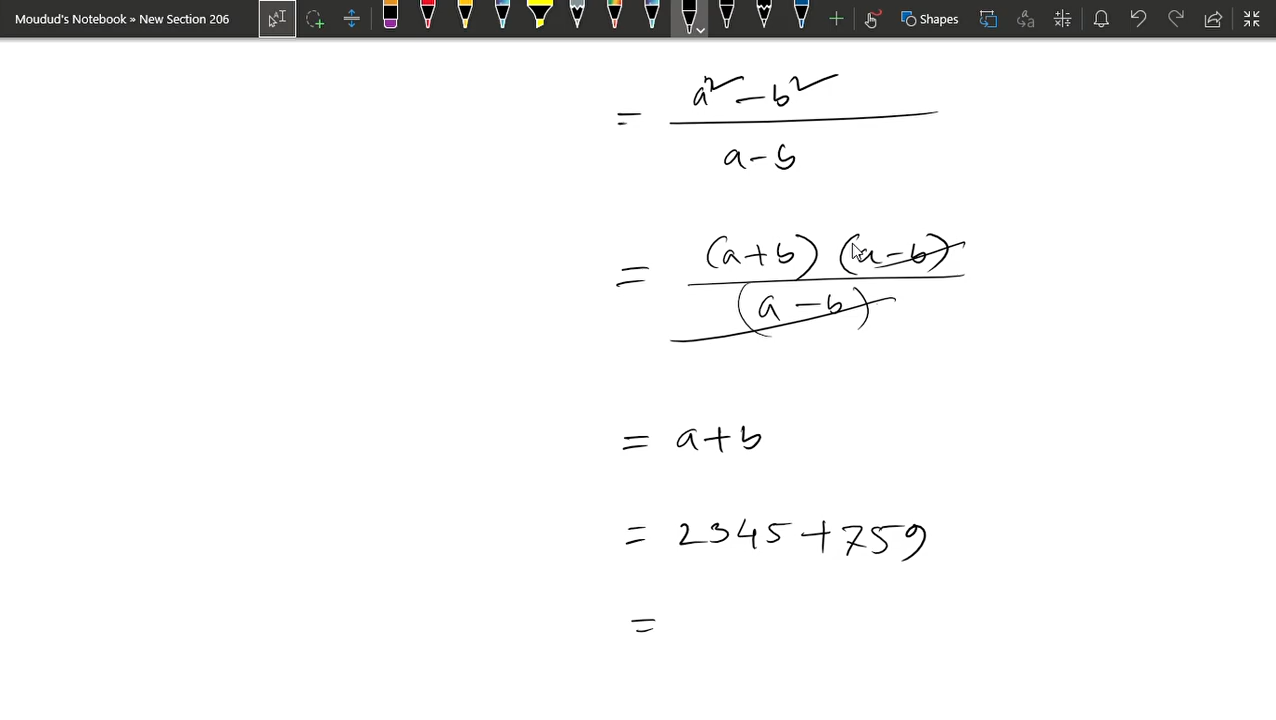 Moudud's Notebook » New Section 206
Shapes
= a² - b² / a - b
= (a+b) (a-b) / (a-b)
= a+b
= 2345+759
=